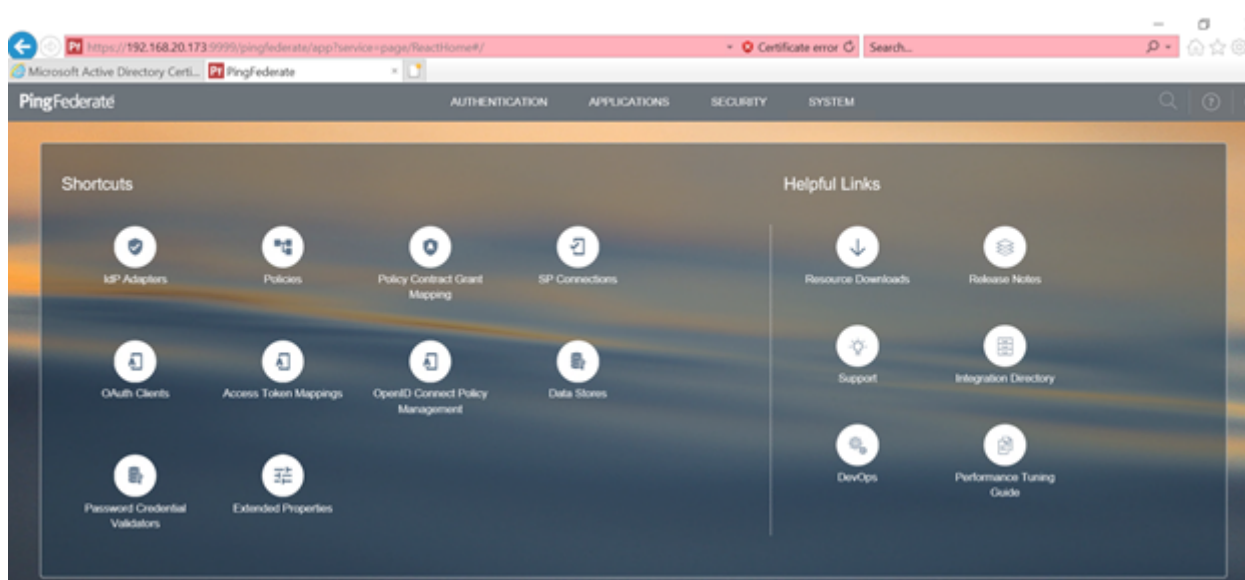 https://192.168.20.173:9999/pingfederate/app?service=page/ReactHome#/
Certificate error
Search...
Microsoft Active Directory Certi...
PingFederate
PingFederate
AUTHENTICATION
APPLICATIONS
SECURITY
SYSTEM
Shortcuts
Helpful Links
IdP Adapters
Policies
Policy Contract Grant
Mapping
SP Connections
Resource Downloads
Release Notes
OAuth Clients
Access Token Mappings
OpenID Connect Policy
Management
Data Stores
Support
Integration Directory
Password Credential
Validators
Extended Properties
DevOps
Performance Tuning
Guide